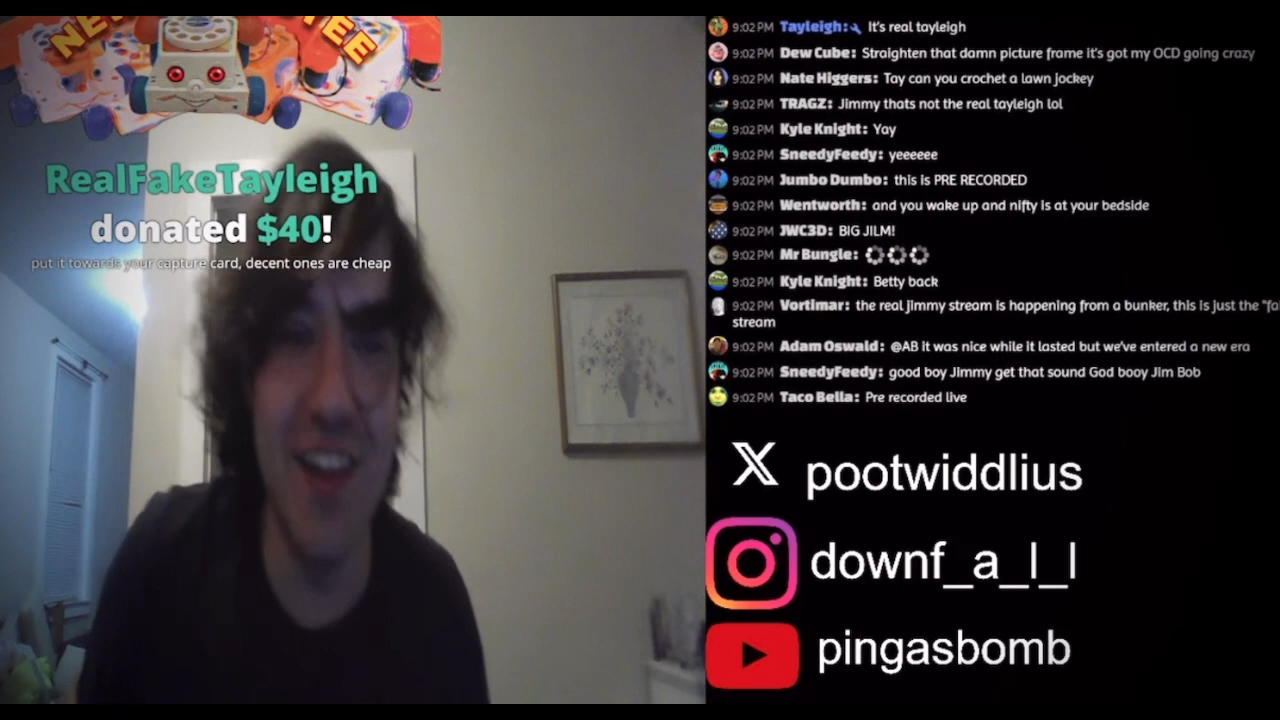 TEE
RealFakeTayleigh
donated $40!
put it towards your capture card, decent ones are cheap
9:02 PM Tayleigh: It's real tayleigh
9:02 PM Dew Cube: Straighten that damn picture frame it's got my OCD going crazy
9:02 PM Nate Higgers: Tay can you crochet a lawn jockey
9:02 PM TRAGZ: Jimmy thats not the real tayleigh lol
9:02 PM Kyle Knight: Yay
9:02 PM SneedyFeedy: yeeeeee
9:02 PM Jumbo Dumbo: this is PRE RECORDED
9:02 PM Wentworth: and you wake up and nifty is at your bedside
9:02 PM JWC3D: BIG JILM!
9:02 PM Mr Bungle:
9:02 PM Kyle Knight: Betty back
9:02 PM Vortimar: the real jimmy stream is happening from a bunker, this is just the "fa
stream
9:02 PM Adam Oswald: @AB it was nice while it lasted but we've entered a new era
9:02 PM SneedyFeedy: good boy Jimmy get that sound God booy Jim Bob
9:02 PM Taco Bella: Pre recorded live
X pootwiddlius
downf_a_l_l
pingasbomb